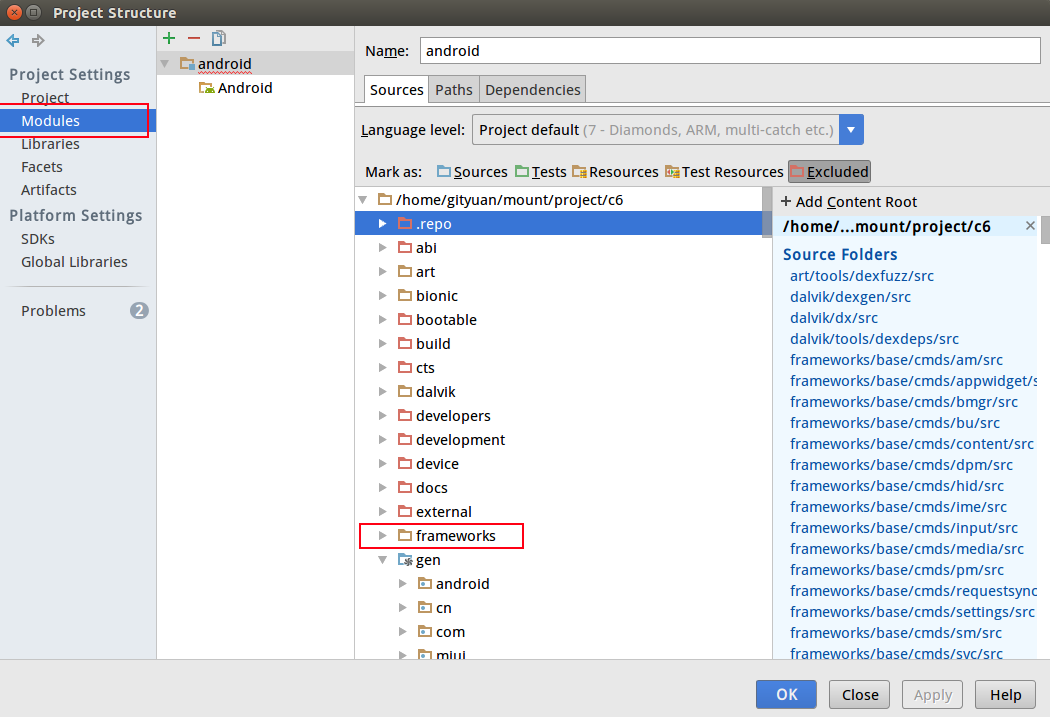 Project Structure
Project Settings
Project
Modules
Libraries
Facets
Artifacts
Platform Settings
SDKs
Global Libraries
Problems 2
android
Android
Name: android
Sources Paths Dependencies
Language level: Project default (7 - Diamonds, ARM, multi-catch etc.)
Mark as: Sources Tests Resources Test Resources Excluded
/home/gityuan/mount/project/c6
.repo
abi
art
bionic
bootable
build
cts
dalvik
developers
development
device
docs
external
frameworks
gen
android
cn
com
miui
+ Add Content Root
/home/...mount/project/c6
Source Folders
art/tools/dexfuzz/src
dalvik/dexgen/src
dalvik/dx/src
dalvik/tools/dexdeps/src
frameworks/base/cmds/am/src
frameworks/base/cmds/appwidget/s
frameworks/base/cmds/bmgr/src
frameworks/base/cmds/bu/src
frameworks/base/cmds/content/src
frameworks/base/cmds/dpm/src
frameworks/base/cmds/hid/src
frameworks/base/cmds/ime/src
frameworks/base/cmds/input/src
frameworks/base/cmds/media/src
frameworks/base/cmds/pm/src
frameworks/base/cmds/requestsync
frameworks/base/cmds/settings/src
frameworks/base/cmds/sm/src
frameworks/base/cmds/svc/src
OK Close Apply Help